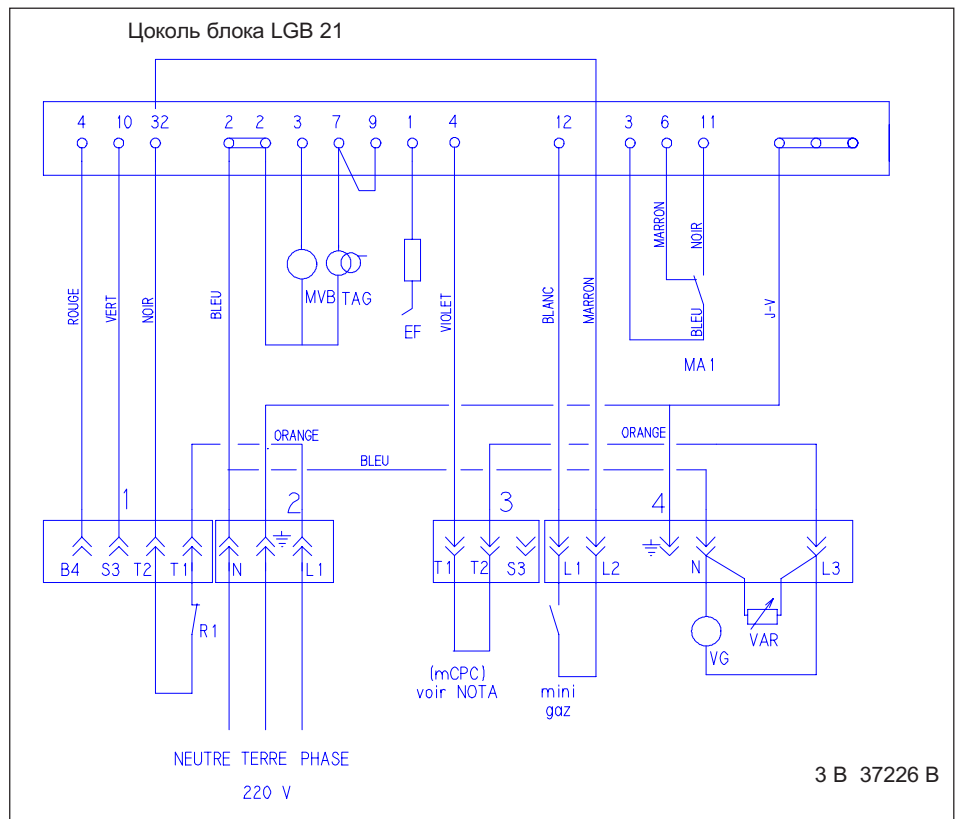 Цоколь блока LGB 21
4 10 32 2 2 3 7 9 1 4 12 3 6 11
ROUGE VERT NOIR BLEU MVB TAG EF VIOLET BLANC MARRON MARRON NOIR BLEU J-V
MA1
ORANGE ORANGE
BLEU
1 2 3 4
B4 S3 T2 T1 N L1 T1 T2 S3 L1 L2 N L3
R1 VG VAR
(mCPC) mini
voir NOTA gaz
NEUTRE TERRE PHASE
220 V
3 B 37226 B